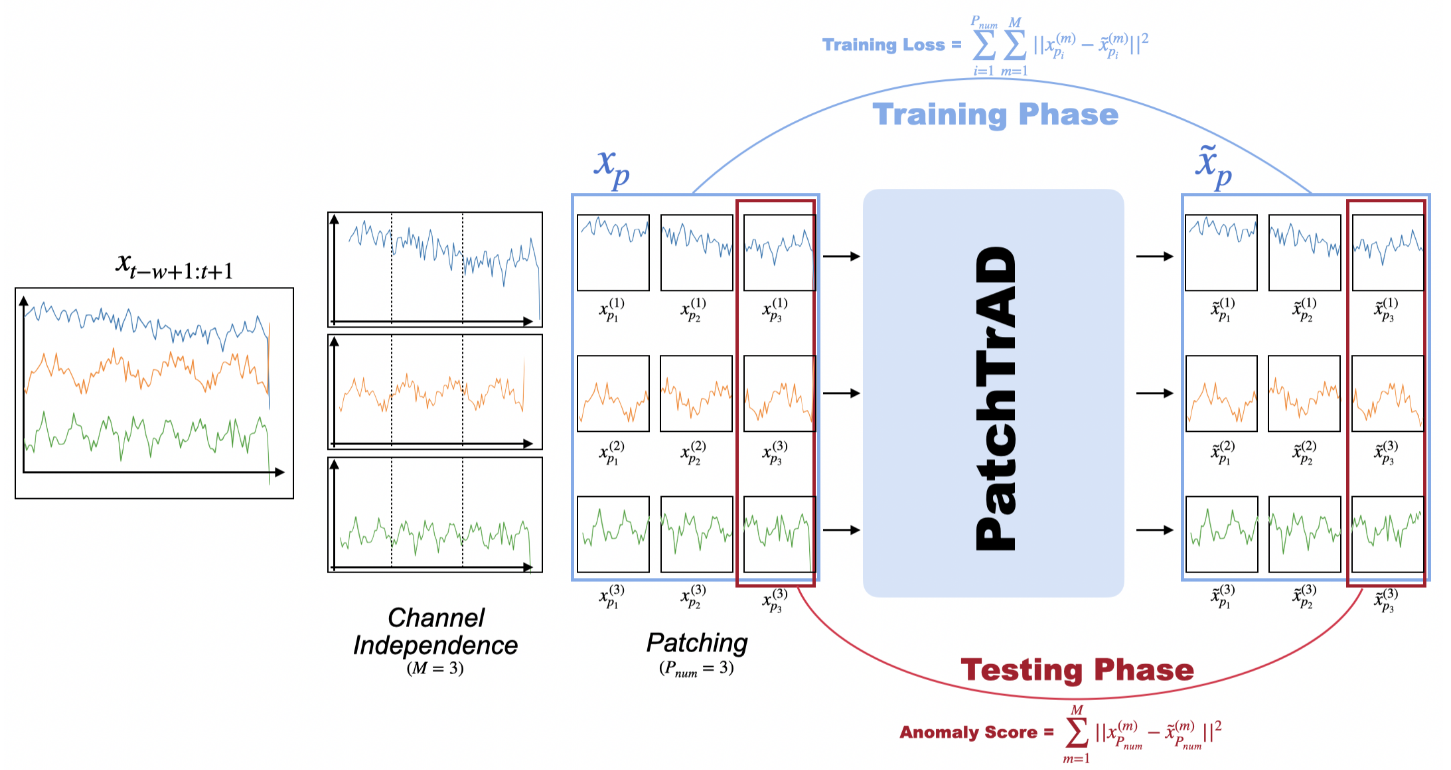 Training Loss = \sum_{i=1}^{P_{num}} \sum_{m=1}^{M} ||x_{p_i}^{(m)} - \tilde{x}_{p_i}^{(m)}||^2
Training Phase
x_p
\tilde{x}_p
x_{t-w+1:t+1}
x_{p_1}^{(1)} x_{p_2}^{(1)} x_{p_3}^{(1)}
\tilde{x}_{p_1}^{(1)} \tilde{x}_{p_2}^{(1)} \tilde{x}_{p_3}^{(1)}
PatchTrAD
x_{p_1}^{(2)} x_{p_2}^{(2)} x_{p_3}^{(3)}
\tilde{x}_{p_1}^{(2)} \tilde{x}_{p_2}^{(2)} \tilde{x}_{p_3}^{(3)}
x_{p_1}^{(3)} x_{p_2}^{(3)} x_{p_3}^{(3)}
\tilde{x}_{p_1}^{(3)} \tilde{x}_{p_2}^{(3)} \tilde{x}_{p_3}^{(3)}
Channel
Independence
(M = 3)
Patching
(P_{num} = 3)
Testing Phase
Anomaly Score = \sum_{m=1}^{M} ||x_{P_{num}}^{(m)} - \tilde{x}_{P_{num}}^{(m)}||^2